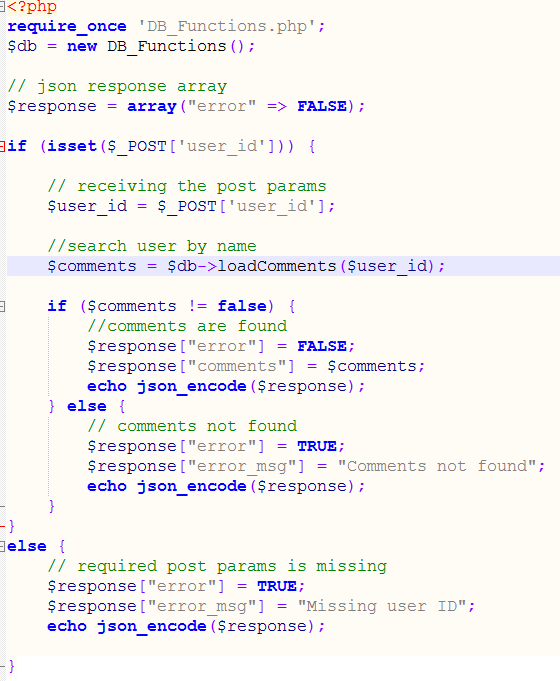 <?php
require_once 'DB_Functions.php';
$db = new DB_Functions();

// json response array
$response = array("error" => FALSE);

if (isset($_POST['user_id'])) {

    // receiving the post params
    $user_id = $_POST['user_id'];

    //search user by name
    $comments = $db->loadComments($user_id);

    if ($comments != false) {
        //comments are found
        $response["error"] = FALSE;
        $response["comments"] = $comments;
        echo json_encode($response);
    } else {
        // comments not found
        $response["error"] = TRUE;
        $response["error_msg"] = "Comments not found";
        echo json_encode($response);
    }
}
else {
    // required post params is missing
    $response["error"] = TRUE;
    $response["error_msg"] = "Missing user ID";
    echo json_encode($response);

}